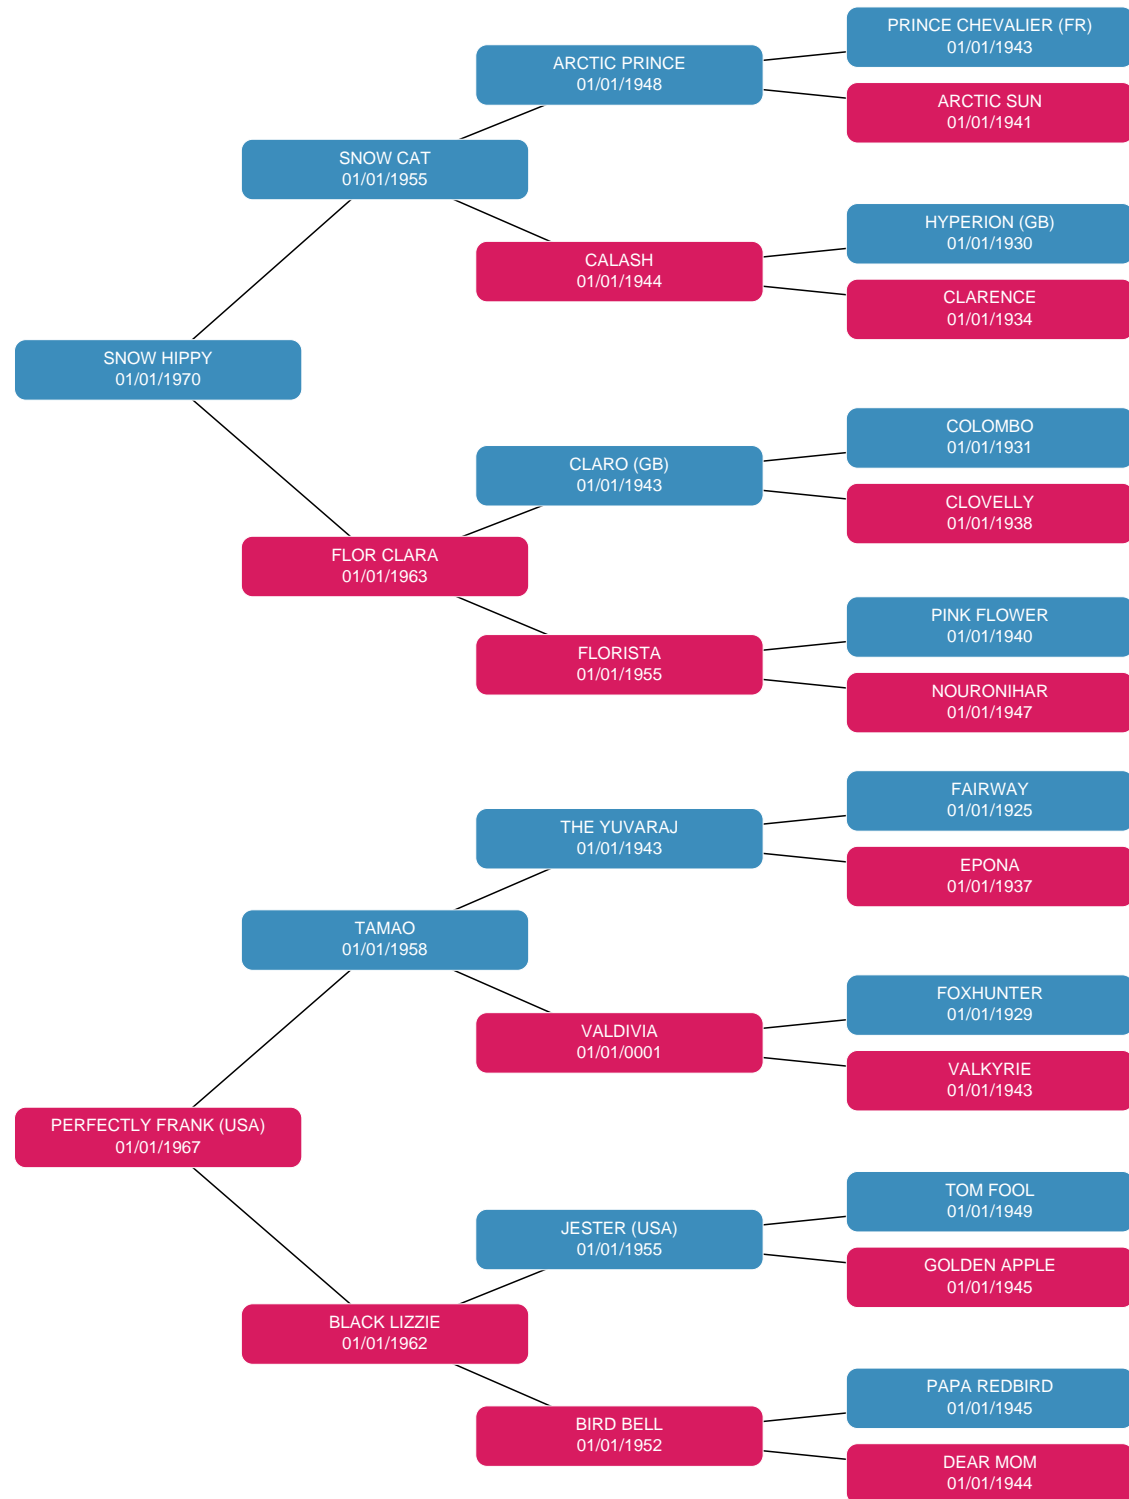 PRINCE CHEVALIER (FR)
01/01/1943
ARCTIC PRINCE
01/01/1948
ARCTIC SUN
01/01/1941
SNOW CAT
01/01/1955
HYPERION (GB)
01/01/1930
CALASH
01/01/1944
CLARENCE
01/01/1934
SNOW HIPPY
01/01/1970
COLOMBO
01/01/1931
CLARO (GB)
01/01/1943
CLOVELLY
01/01/1938
FLOR CLARA
01/01/1963
PINK FLOWER
01/01/1940
FLORISTA
01/01/1955
NOURONIHAR
01/01/1947
FAIRWAY
01/01/1925
THE YUVARAJ
01/01/1943
EPONA
01/01/1937
TAMAO
01/01/1958
FOXHUNTER
01/01/1929
VALDIVIA
01/01/0001
VALKYRIE
01/01/1943
PERFECTLY FRANK (USA)
01/01/1967
TOM FOOL
01/01/1949
JESTER (USA)
01/01/1955
GOLDEN APPLE
01/01/1945
BLACK LIZZIE
01/01/1962
PAPA REDBIRD
01/01/1945
BIRD BELL
01/01/1952
DEAR MOM
01/01/1944